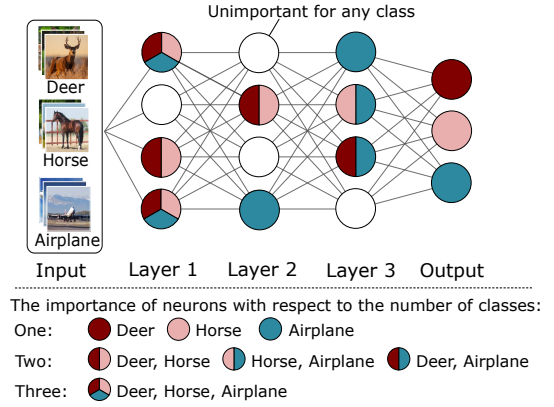 Unimportant for any class
Deer
Horse
Airplane
Input Layer 1 Layer 2 Layer 3 Output
The importance of neurons with respect to the number of classes:
One: Deer Horse Airplane
Two: Deer, Horse Horse, Airplane Deer, Airplane
Three: Deer, Horse, Airplane